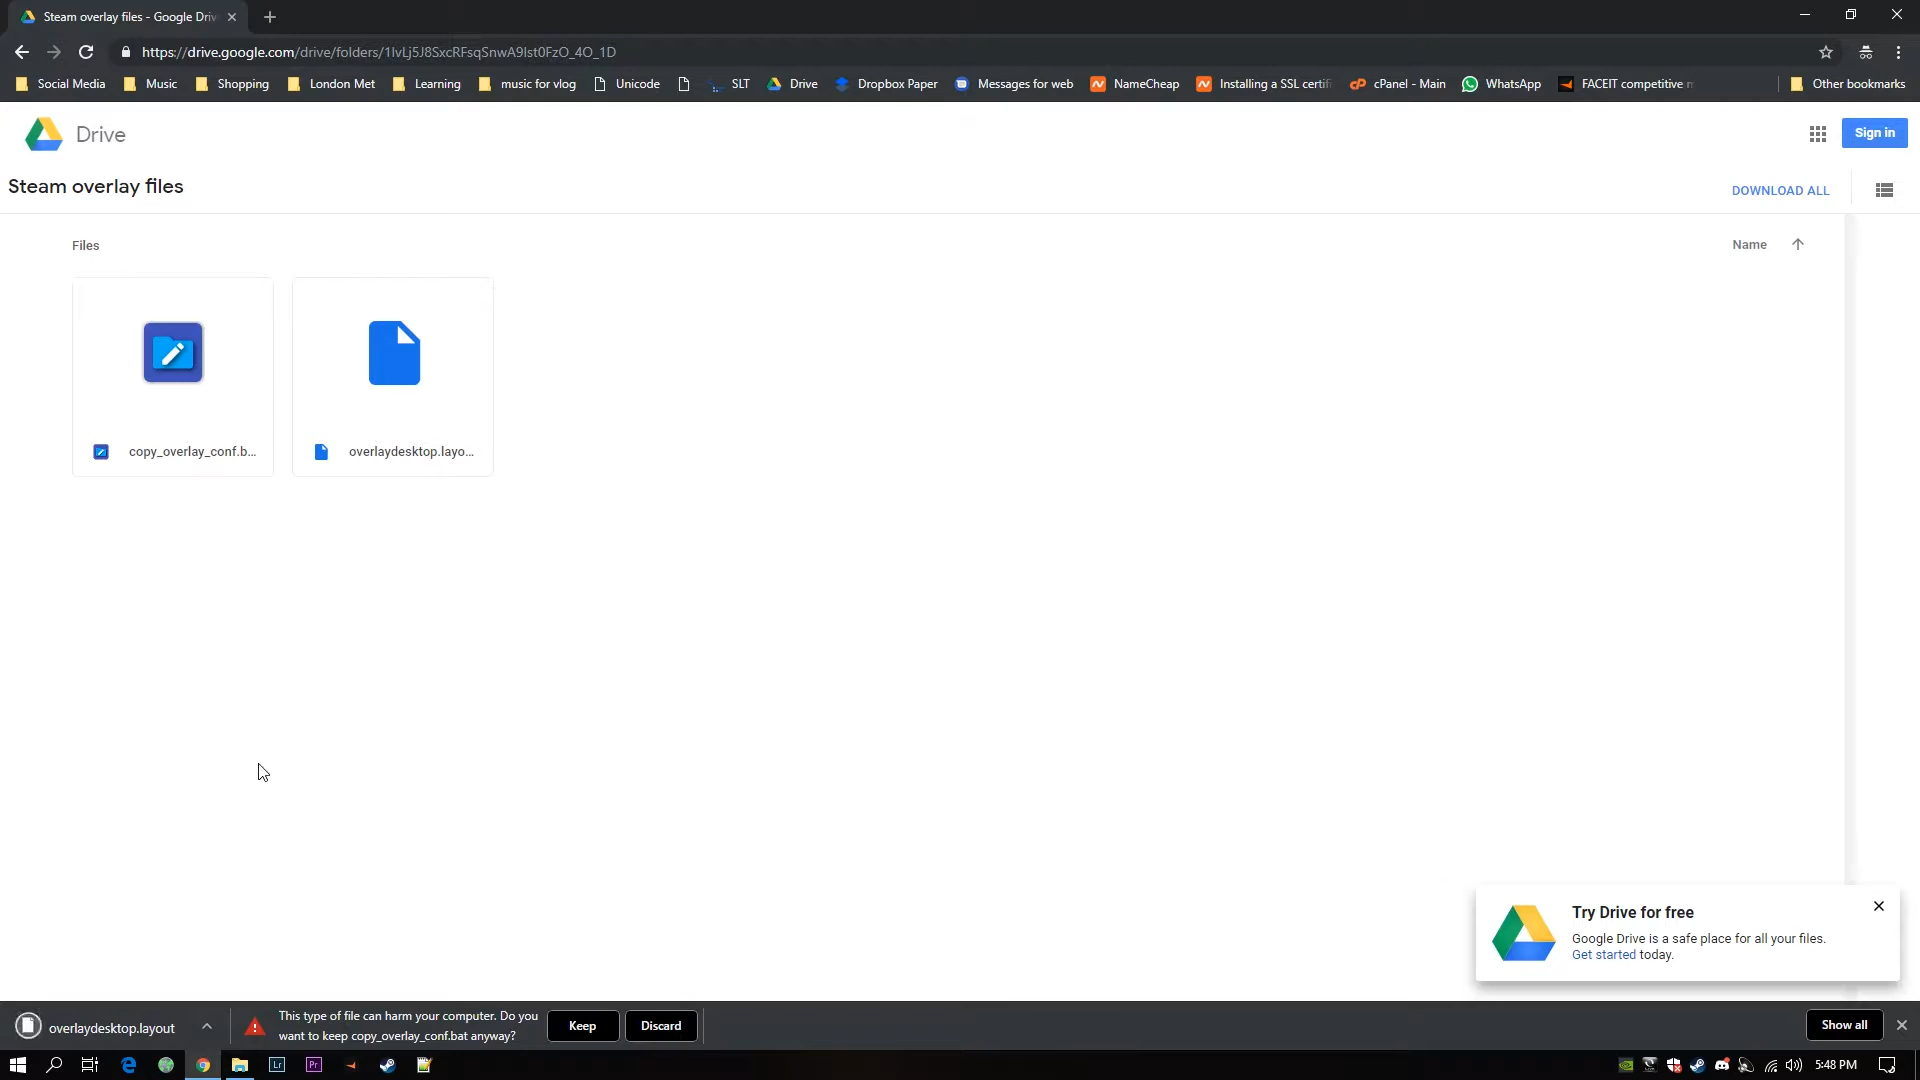 Steam overlay files - Google Driv
https://drive.google.com/drive/folders/1IvLj5J8SxcRFsqSnwA9lst0FzO_4O_1D
Social Media
Music
Shopping
London Met
Learning
music for vlog
Unicode
SLT
Drive
Dropbox Paper
Messages for web
NameCheap
Installing a SSL certifi
cPanel - Main
WhatsApp
FACEIT competitive m
Other bookmarks
Drive
Sign in
Steam overlay files
DOWNLOAD ALL
Files
Name
copy_overlay_conf.b...
overlaydesktop.layo...
Try Drive for free
Google Drive is a safe place for all your files.
Get started today.
overlaydesktop.layout
This type of file can harm your computer. Do you
want to keep copy_overlay_conf.bat anyway?
Keep
Discard
Show all
Lr
Pr
5:48 PM